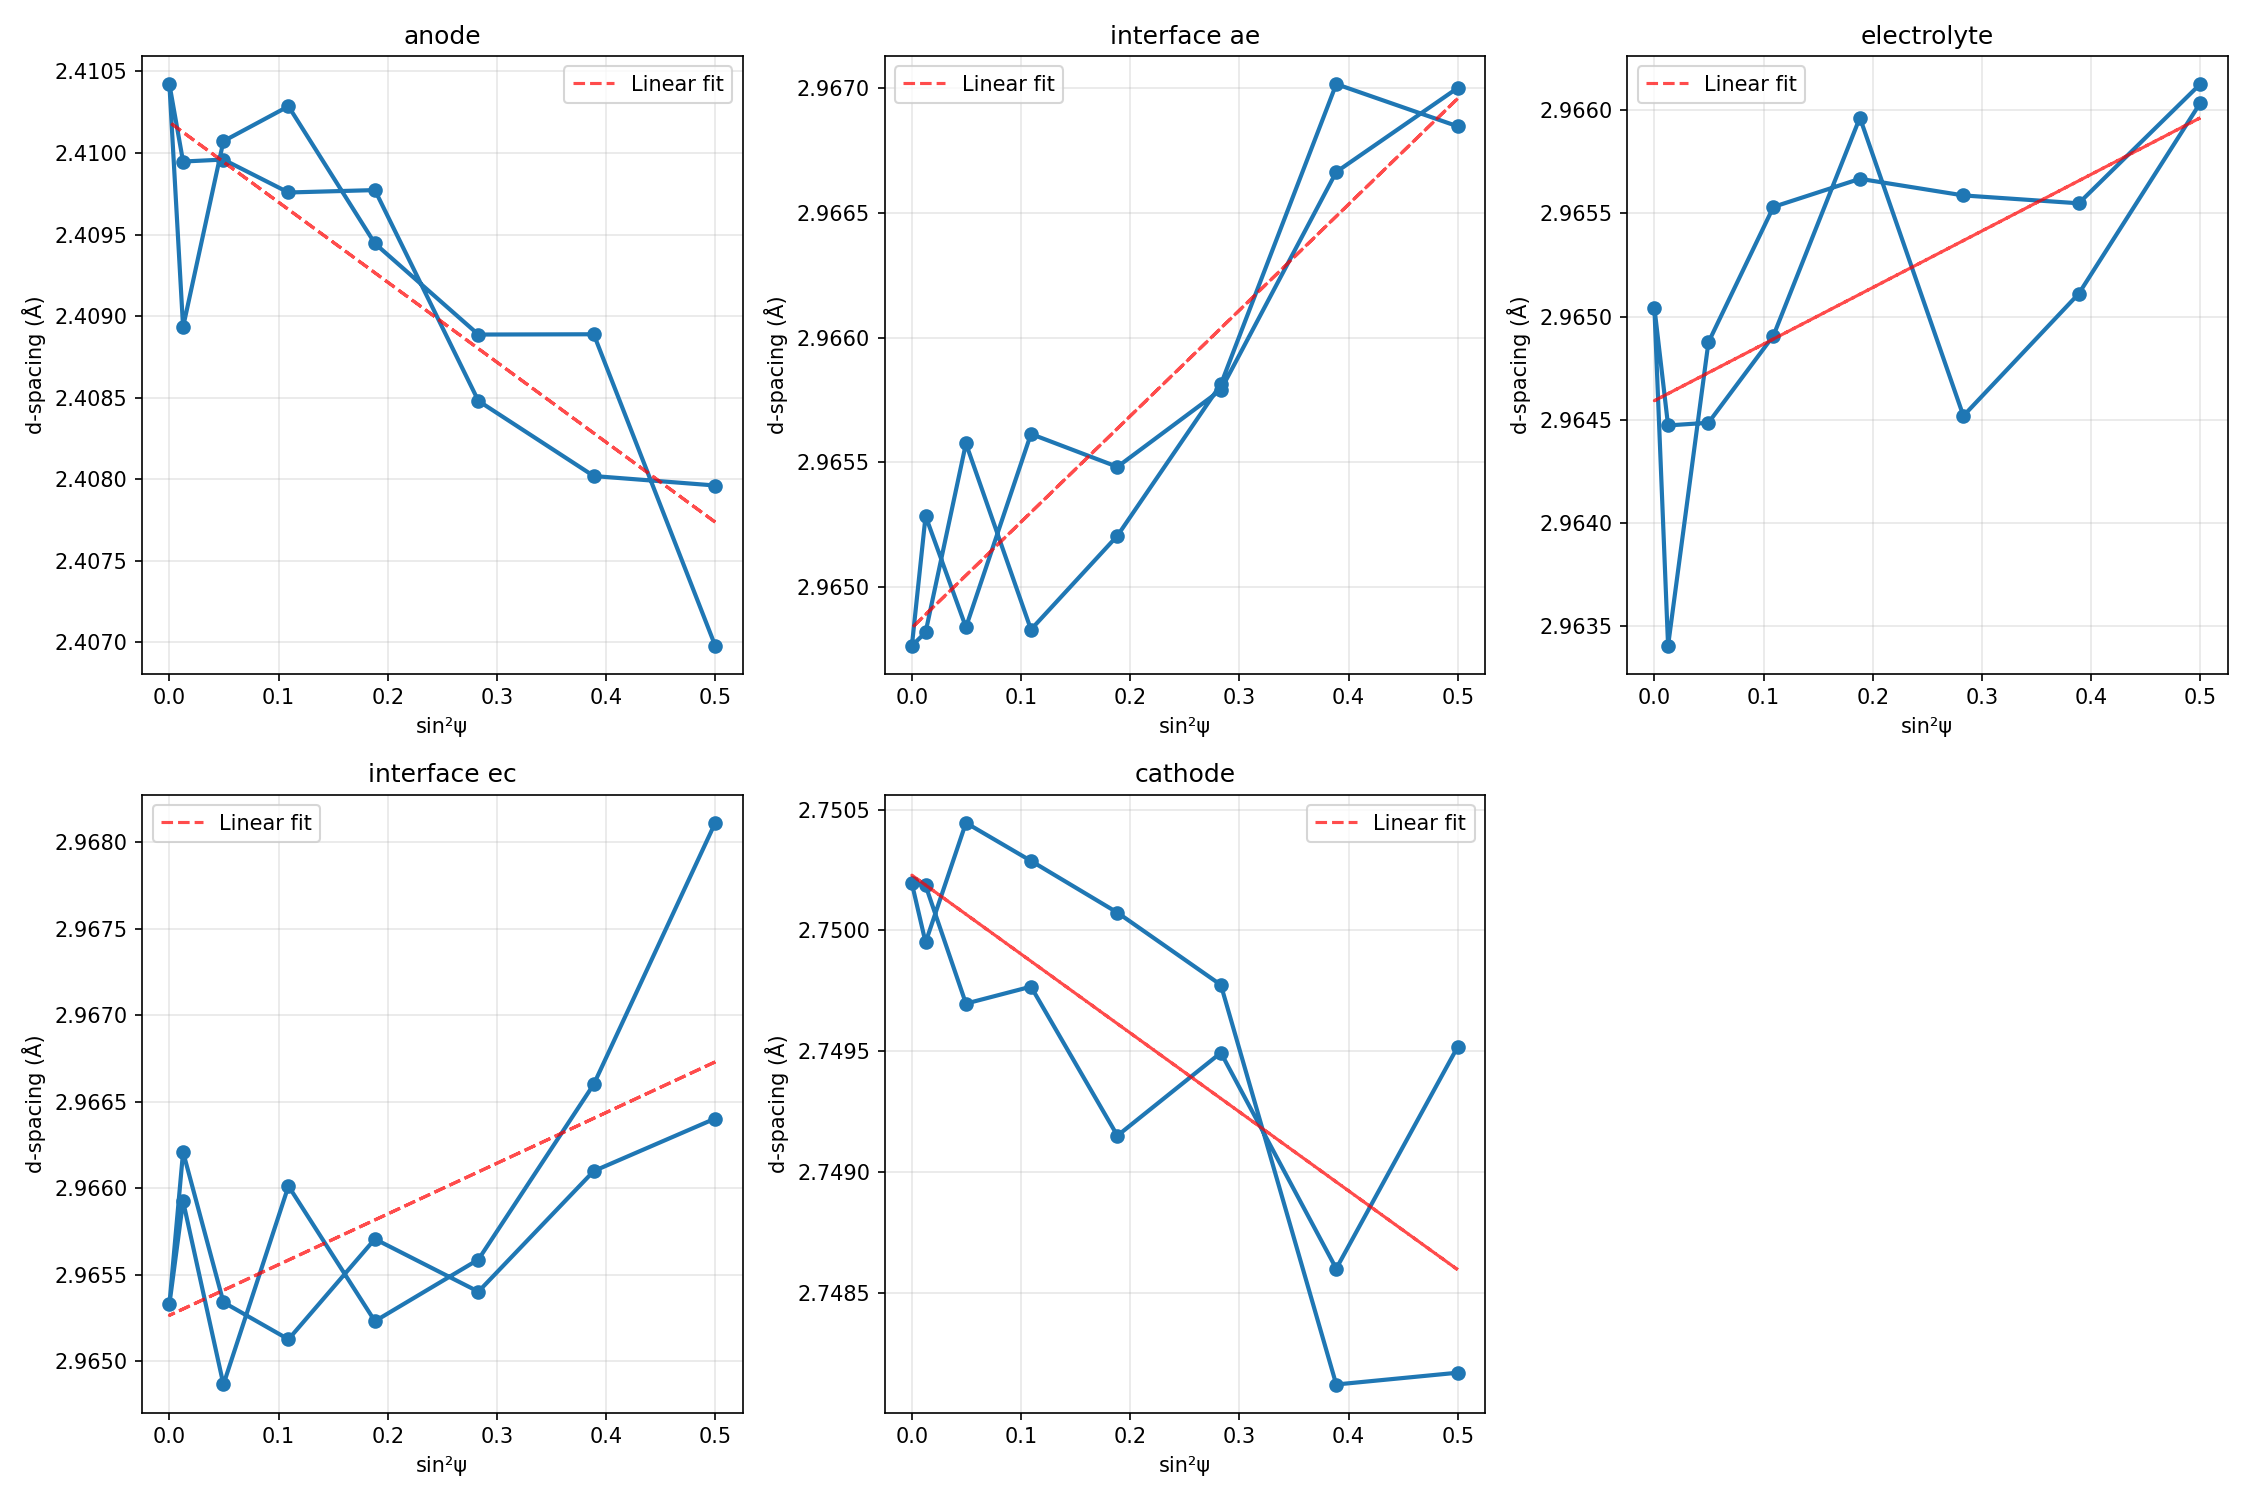 anode
2.4105
2.4100
2.4095
2.4090
2.4085
2.4080
2.4075
2.4070
d-spacing (Å)
Linear fit
0.0 0.1 0.2 0.3 0.4 0.5
sin²ψ
interface ae
2.9670
2.9665
2.9660
2.9655
2.9650
d-spacing (Å)
Linear fit
0.0 0.1 0.2 0.3 0.4 0.5
sin²ψ
electrolyte
2.9660
2.9655
2.9650
2.9645
2.9640
2.9635
d-spacing (Å)
Linear fit
0.0 0.1 0.2 0.3 0.4 0.5
sin²ψ
interface ec
2.9680
2.9675
2.9670
2.9665
2.9660
2.9655
2.9650
d-spacing (Å)
Linear fit
0.0 0.1 0.2 0.3 0.4 0.5
sin²ψ
cathode
2.7505
2.7500
2.7495
2.7490
2.7485
d-spacing (Å)
Linear fit
0.0 0.1 0.2 0.3 0.4 0.5
sin²ψ